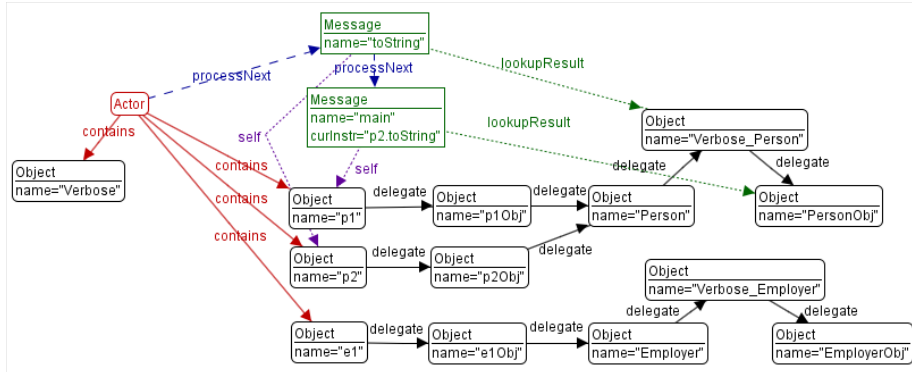 Message
name="toString"
processNext
processNext
lookupResult
Actor
Message
name="main"
curInstr="p2.toString"
lookupResult
Object
name="Verbose_Person"
contains
self
self
delegate
delegate
Object
name="Verbose"
contains
contains
contains
Object
name="p1"
delegate
Object
name="p1Obj"
delegate
Object
name="Person"
Object
name="PersonObj"
Object
name="p2"
delegate
Object
name="p2Obj"
delegate
Object
name="Verbose_Employer"
Object
name="e1"
delegate
Object
name="e1Obj"
delegate
Object
name="Employer"
delegate
delegate
Object
name="EmployerObj"